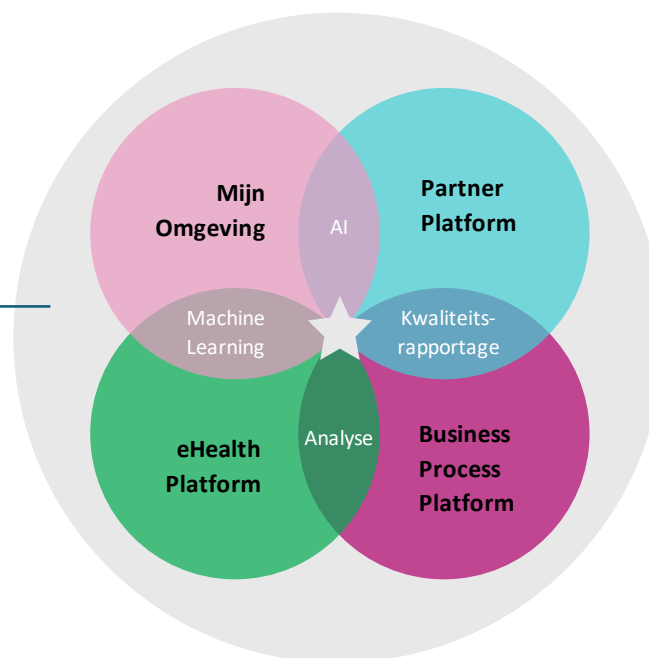 Mijn
Omgeving
AI
Partner
Platform
Machine
Learning
Kwaliteits-
rapportage
eHealth
Platform
Analyse
Business
Process
Platform